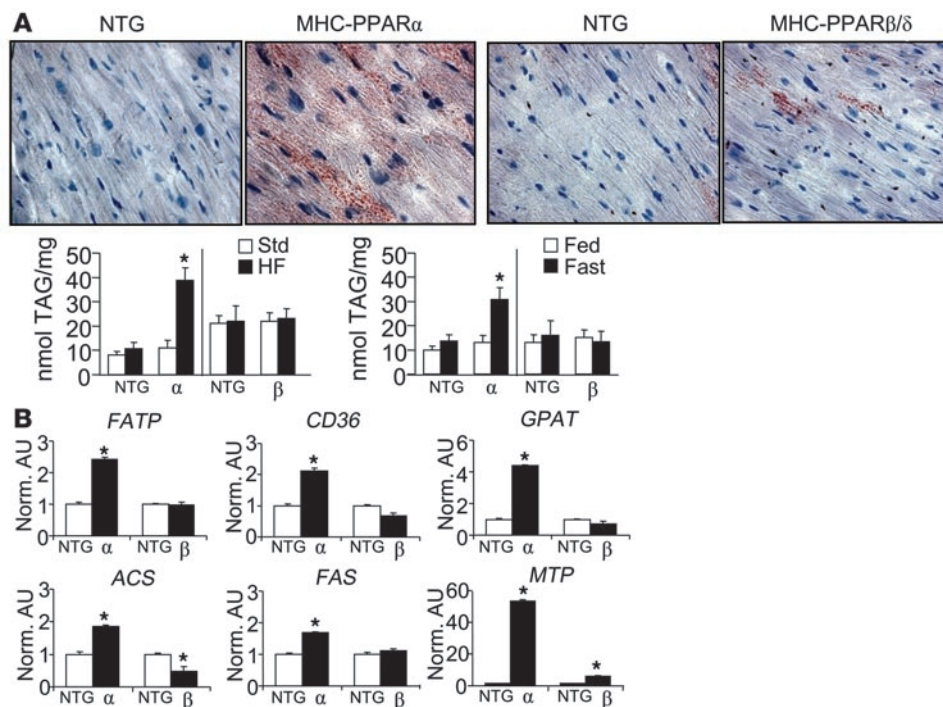 A
NTG MHC-PPARα NTG MHC-PPARβ/δ
nmol TAG/mg
50
40
30
20
10
0
*
Std
HF
NTG α NTG β
nmol TAG/mg
50
40
30
20
10
0
*
Fed
Fast
NTG α NTG β
B
FATP
Norm. AU
3
2
1
0
*
NTG α NTG β
CD36
Norm. AU
3
2
1
0
*
NTG α NTG β
GPAT
Norm. AU
6
4
2
0
*
NTG α NTG β
ACS
Norm. AU
3
2
1
0
*
*
NTG α NTG β
FAS
Norm. AU
3
2
1
0
*
NTG α NTG β
MTP
Norm. AU
60
40
20
0
*
*
NTG α NTG β